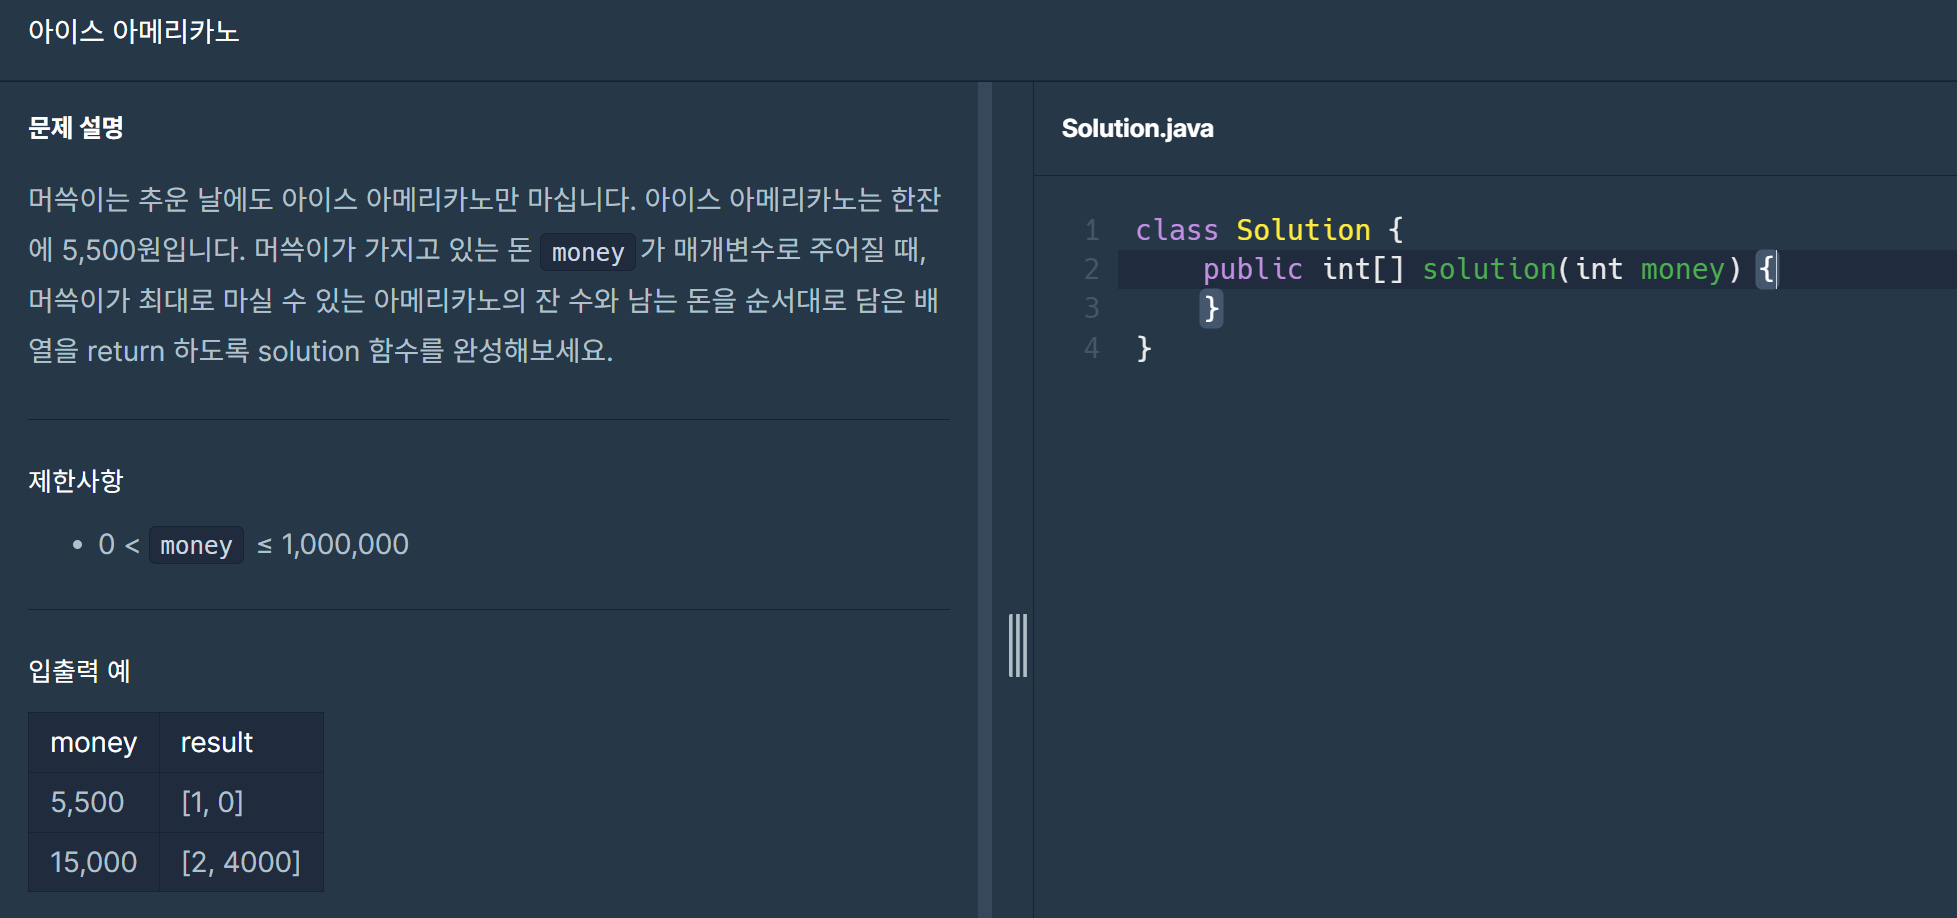 아이스 아메리카노
문제 설명
머쓱이는 추운 날에도 아이스 아메리카노만 마십니다. 아이스 아메리카노는 한잔
에 5,500원입니다. 머쓱이가 가지고 있는 돈 money 가 매개변수로 주어질 때,
머쓱이가 최대로 마실 수 있는 아메리카노의 잔 수와 남는 돈을 순서대로 담은 배
열을 return 하도록 solution 함수를 완성해보세요.
제한사항
• 0 < money ≤ 1,000,000
입출력 예
money result
5,500 [1, 0]
15,000 [2, 4000]
Solution.java
1 class Solution {
2     public int[] solution(int money) {
3     }
4 }